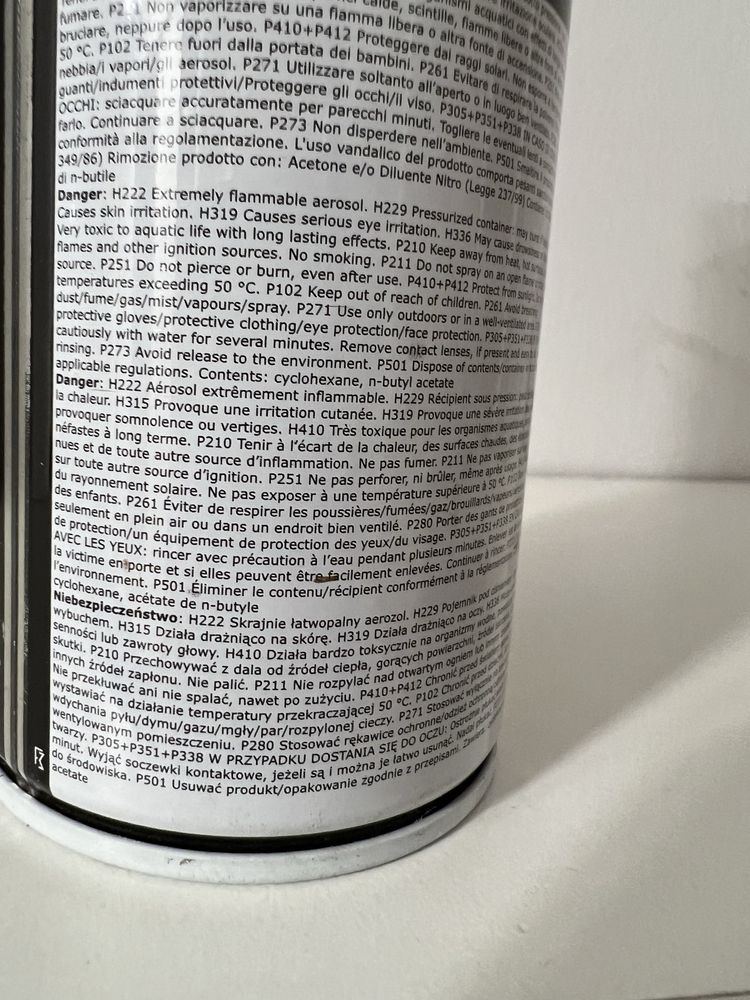 fumare. Non vaporizzare su una fiamma libera o altra fonte di accensione.
bruciare, neppure dopo l'uso. P410+P412 Proteggere dai raggi solari. Non
50 °C. P102 Tenere fuori dalla portata dei bambini. P261 Evitare di respirare la
nebbia/i vapori/gli aerosol. P271 Utilizzare soltanto all'aperto o in luogo ben
guanti/indumenti protettivi/Proteggere gli occhi/il viso. P305+P351+P338 IN CASO DI
OCCHI: sciacquare accuratamente per parecchi minuti. Togliere le eventuali lenti a
farlo. Continuare a sciacquare. P273 Non disperdere nell'ambiente. P501 Smaltire il
conformità alla regolamentazione. L'uso vandalico del prodotto comporta pesanti
349/86) Rimozione prodotto con: Acetone e/o Diluente Nitro (Legge 237/99)
di n-butile
Danger: H222 Extremely flammable aerosol. H229 Pressurized container: may
Causes skin irritation. H319 Causes serious eye irritation. H336 May cause drowsiness
Very toxic to aquatic life with long lasting effects. P210 Keep away from heat, hot
flames and other ignition sources. No smoking. P211 Do not spray on an open flame
source. P251 Do not pierce or burn, even after use. P410+P412 Protect from sunlight.
temperatures exceeding 50 °C. P102 Keep out of reach of children. P261 Avoid breathing
dust/fume/gas/mist/vapours/spray. P271 Use only outdoors or in a well-ventilated
protective gloves/protective clothing/eye protection/face protection. P305+P351+P338
cautiously with water for several minutes. Remove contact lenses, if present and easy
rinsing. P273 Avoid release to the environment. P501 Dispose of contents/container
applicable regulations. Contents: cyclohexane, n-butyl acetate
Danger: H222 Aérosol extrêmement inflammable. H229 Récipient sous pression:
la chaleur. H315 Provoque une irritation cutanée. H319 Provoque une sévère irritation
provoquer somnolence ou vertiges. H410 Très toxique pour les organismes aquatiques,
néfastes à long terme. P210 Tenir à l'écart de la chaleur, des surfaces chaudes, des
nues et de toute autre source d'inflammation. Ne pas fumer. P211 Ne pas vaporiser
sur toute autre source d'ignition. P251 Ne pas perforer, ni brûler, même après usage.
du rayonnement solaire. Ne pas exposer à une température supérieure à 50 °C. P102
des enfants. P261 Éviter de respirer les poussières/fumées/gaz/brouillards/vapeurs/
seulement en plein air ou dans un endroit bien ventilé. P280 Porter des gants de
de protection/un équipement de protection des yeux/du visage. P305+P351+P338 EN
AVEC LES YEUX: rincer avec précaution à l'eau pendant plusieurs minutes. Enlever
la victime en porte et si elles peuvent être facilement enlevées. Continuer à rincer.
l'environnement. P501 Éliminer le contenu/récipient conformément à la
cyclohexane, acétate de n-butyle
Niebezpieczeństwo: H222 Skrajnie łatwopalny aerozol. H229 Pojemnik pod
wybuchem. H315 Działa drażniąco na skórę. H319 Działa drażniąco na oczy. H336
senności lub zawroty głowy. H410 Działa bardzo toksycznie na organizmy wodne,
skutki. P210 Przechowywać z dala od źródeł ciepła, gorących powierzchni, źródeł
innych źródeł zapłonu. Nie palić. P211 Nie rozpylać nad otwartym ogniem lub
Nie przekłuwać ani nie spalać, nawet po zużyciu. P410+P412 Chronić przed
wystawiać na działanie temperatury przekraczającej 50 °C. P102 Chronić przed
wdychania pyłu/dymu/gazu/mgły/par/rozpylonej cieczy. P271 Stosować wyłącznie
wentylowanym pomieszczeniu. P280 Stosować rękawice ochronne/odzież ochronną
twarzy. P305+P351+P338 W PRZYPADKU DOSTANIA SIĘ DO OCZU: Ostrożnie
minut. Wyjąć soczewki kontaktowe, jeżeli są i można je łatwo usunąć. Nadal
do środowiska. P501 Usuwać produkt/opakowanie zgodnie z przepisami. Zawiera:
acetate